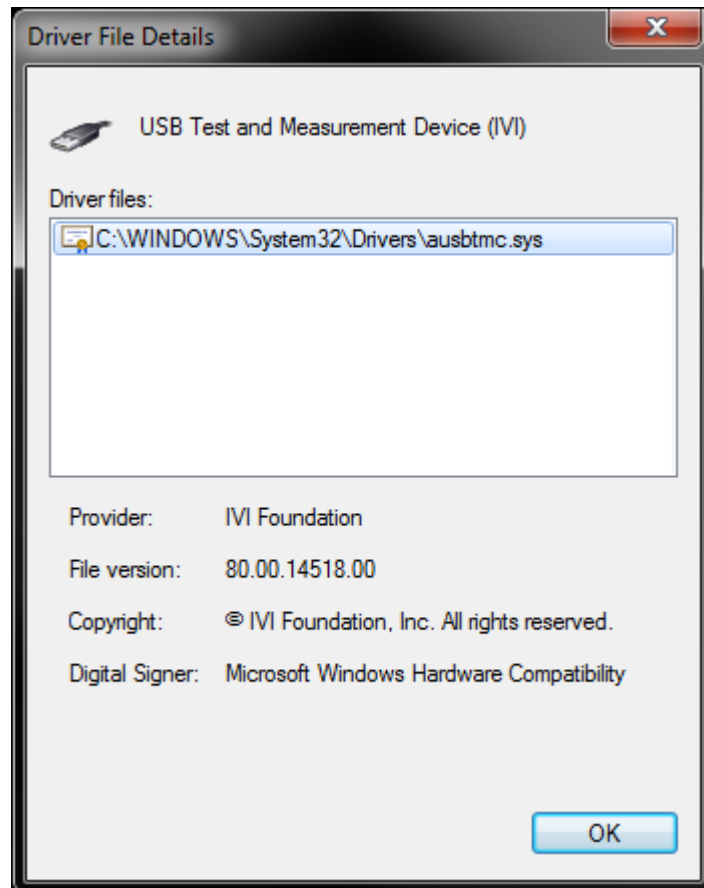 Driver File Details
USB Test and Measurement Device (IVI)
Driver files:
C:\WINDOWS\System32\Drivers\ausbtmc.sys
Provider: IVI Foundation
File version: 80.00.14518.00
Copyright: © IVI Foundation, Inc. All rights reserved.
Digital Signer: Microsoft Windows Hardware Compatibility
OK